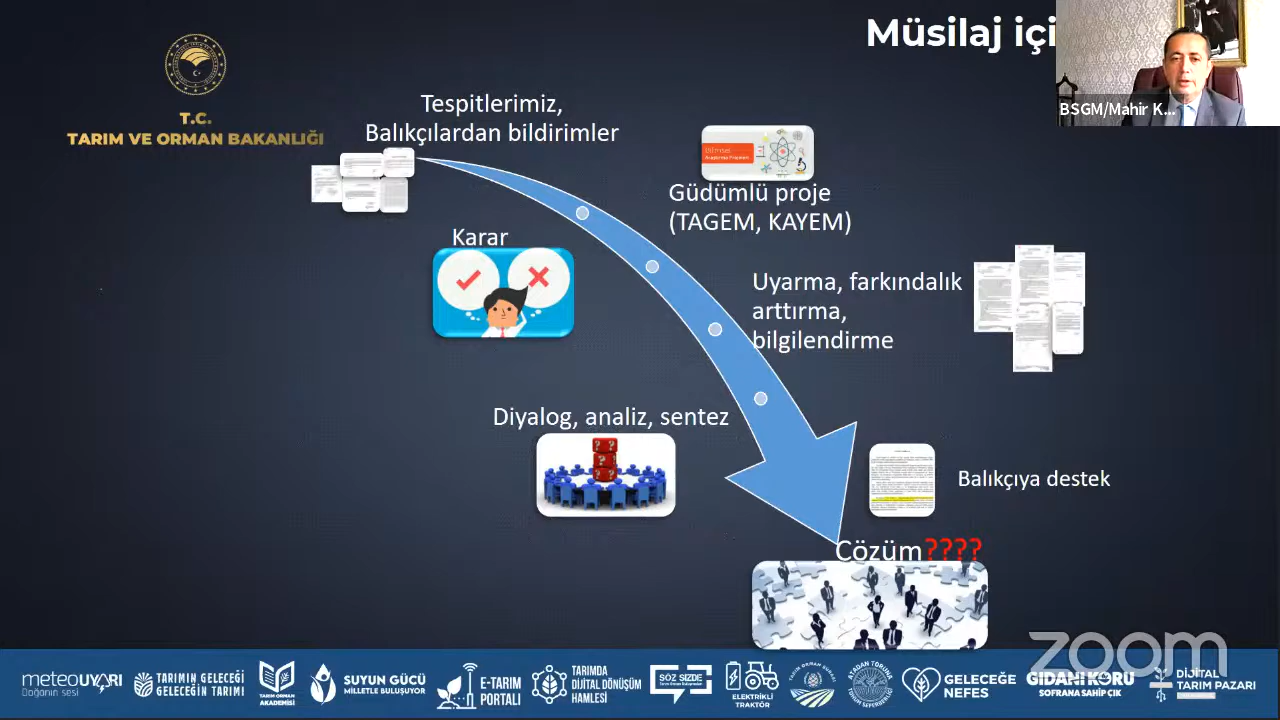 Müsilaj içi
BSGM/Mahir K...
T.C.
TARIM VE ORMAN BAKANLIĞI
Tespitlerimiz,
Balıkçılardan bildirimler
Bilimsel
Araştırma Projeleri
Güdümlü proje
(TAGEM, KAYEM)
Karar
Uyarma, farkındalık
arttırma,
bilgilendirme
Diyalog, analiz, sentez
Balıkçıya destek
Çözüm????
zoom
meteoUYARI
Doğanın sesi
TARIMIN GELECEĞİ
GELECEĞİN TARIMI
TARIM ORMAN
AKADEMİSİ
SUYUN GÜCÜ
MİLLETLE BULUŞUYOR
E-TARIM
PORTALI
TARIMDA
DİJİTAL DÖNÜŞÜM
HAMLESİ
SÖZ SİZDE
ELEKTRİKLİ
TRAKTÖR
GELECEĞE
NEFES
GIDANI KORU
SOFRANA SAHİP ÇIK
DİJİTAL
TARIM PAZARI